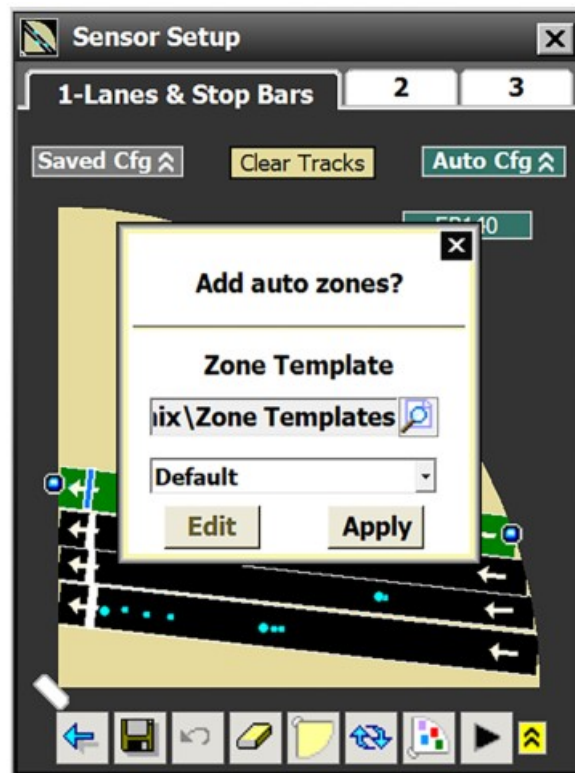 Sensor Setup
1-Lanes & Stop Bars 2 3
Saved Cfg Clear Tracks Auto Cfg
Add auto zones?
Zone Template
ix\Zone Templates
Default
Edit Apply